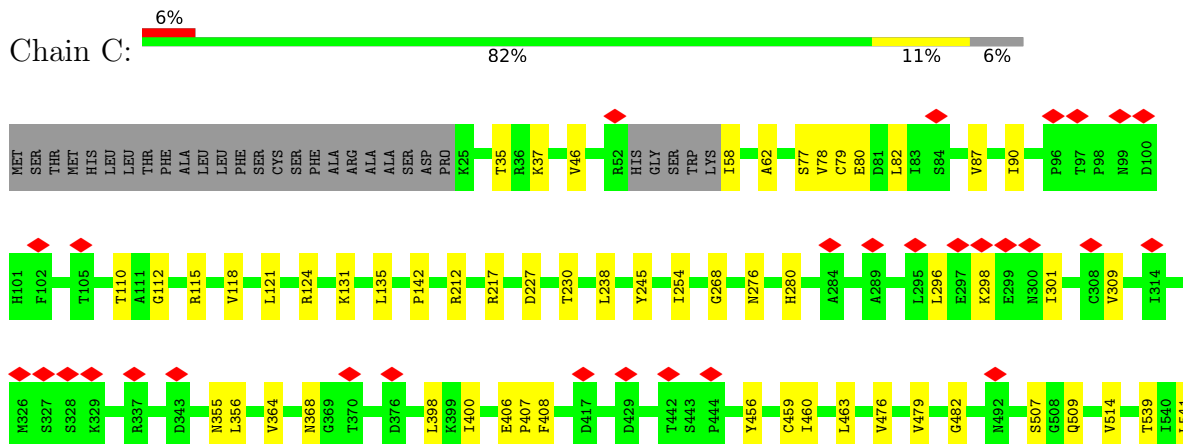 6%
Chain C:
82% 11% 6%
MET SER THR MET HIS LEU LEU THR PHE ALA LEU LEU PHE SER CYS SER PHE ALA ARG ALA ALA SER ASP PRO K25 T35 R36 K37 V46 R52 HIS GLY SER TRP LYS I58 A62 S77 V78 C79 E80 D81 L82 I83 S84 V87 I90 P96 T97 P98 N99 D100
H101 F102 T105 T110 A111 G112 R115 V118 L121 R124 K131 L135 P142 R212 R217 D227 T230 L238 Y245 I254 G268 N276 H280 A284 A289 L295 L296 E297 K298 E299 N300 I301 C308 V309 I314
M326 S327 S328 K329 R337 D343 N355 L356 V364 N368 G369 T370 D376 L398 K399 I400 E406 P407 F408 D417 D429 T442 S443 P444 Y456 C459 I460 L463 V476 V479 G482 N492 S507 G508 Q509 V514 T539 I540